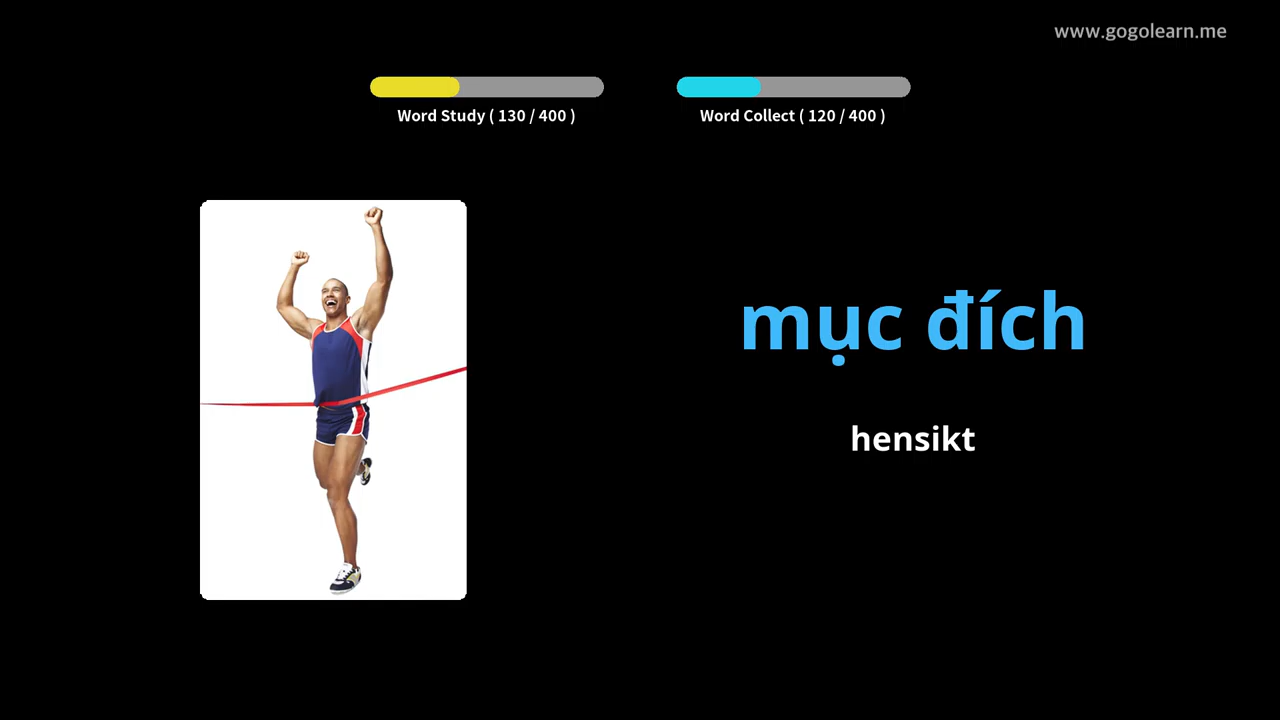 www.gogolearn.me
Word Study ( 130 / 400 )
Word Collect ( 120 / 400 )
mục đích
hensikt